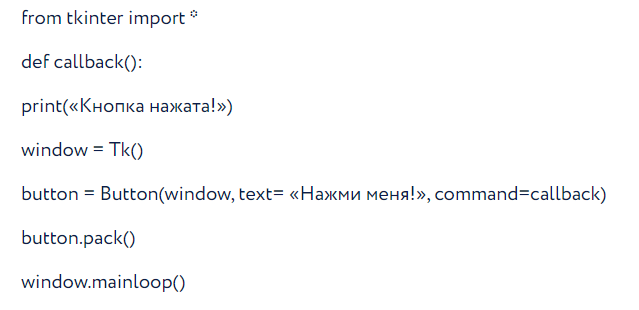 from tkinter import *
def callback():
print(«Кнопка нажата!»)
window = Tk()
button = Button(window, text= «Нажми меня!», command=callback)
button.pack()
window.mainloop()